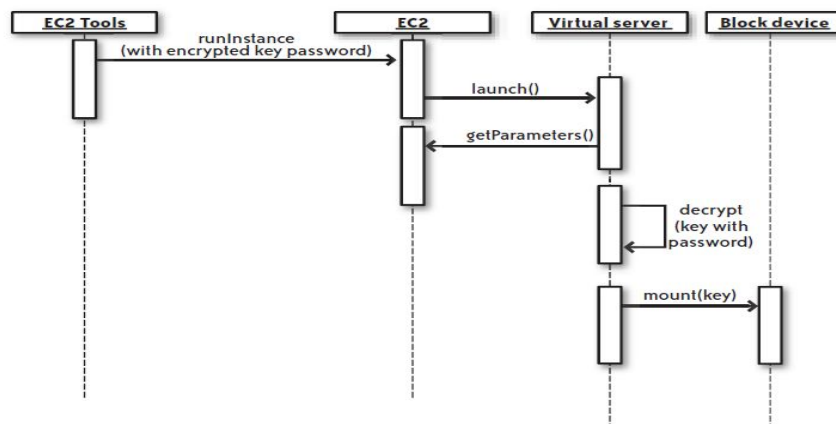 EC2 Tools
EC2
Virtual server
Block device
runInstance
(with encrypted key password)
launch()
getParameters()
decrypt
(key with
password)
mount(key)